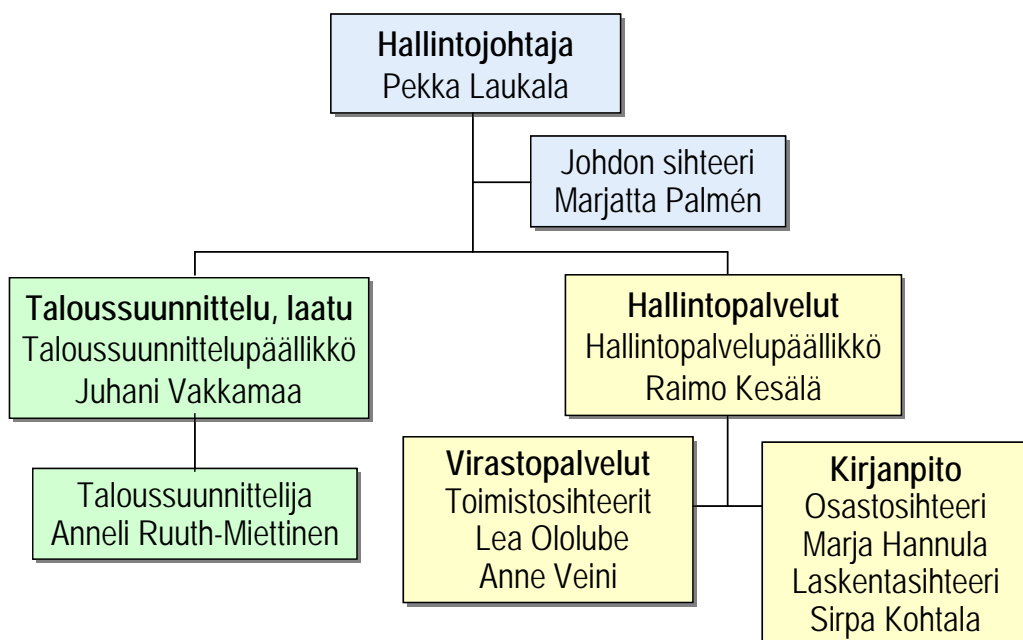 Hallintojohtaja
Pekka Laukala
Johdon sihteeri
Marjatta Palmén
Taloussuunnittelu, laatu
Taloussuunnittelupäällikkö
Juhani Vakkamaa
Hallintopalvelut
Hallintopalvelupäällikkö
Raimo Kesälä
Taloussuunnittelija
Anneli Ruuth-Miettinen
Virastopalvelut
Toimistosihteerit
Lea Ololube
Anne Veini
Kirjanpito
Osastosihteeri
Marja Hannula
Laskentasihteeri
Sirpa Kohtala